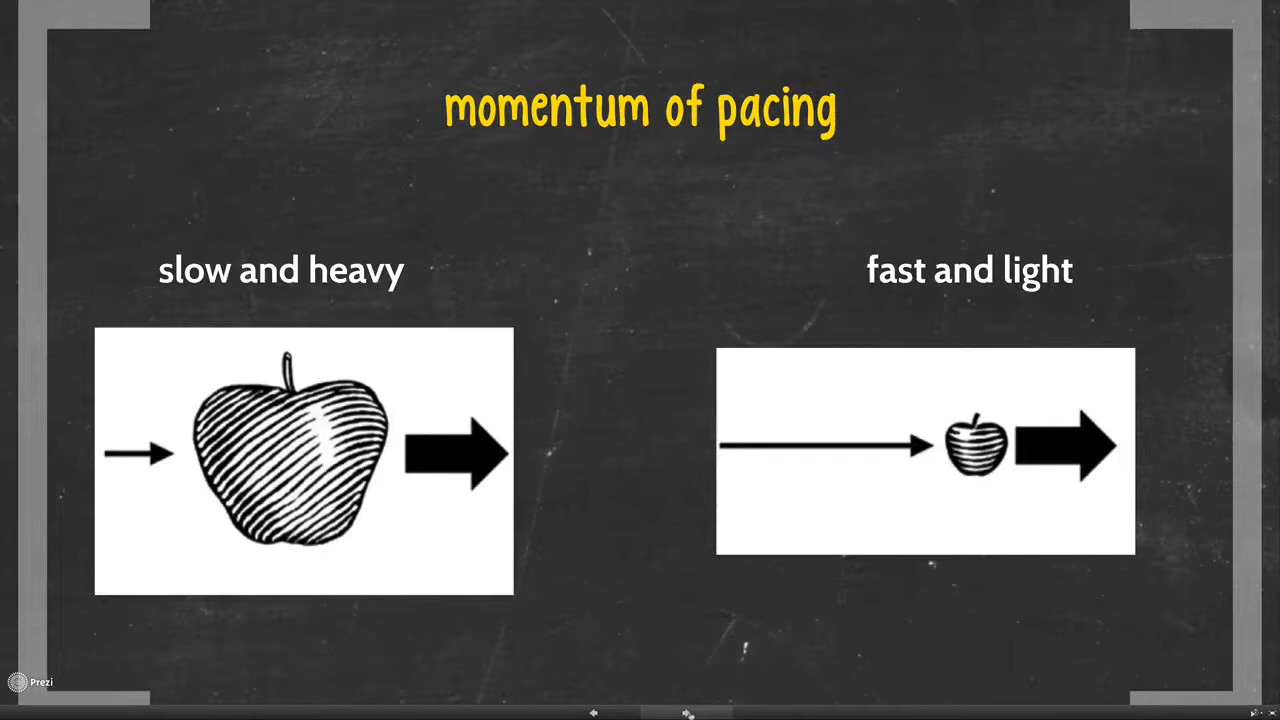 momentum of pacing
slow and heavy
fast and light
Prezi